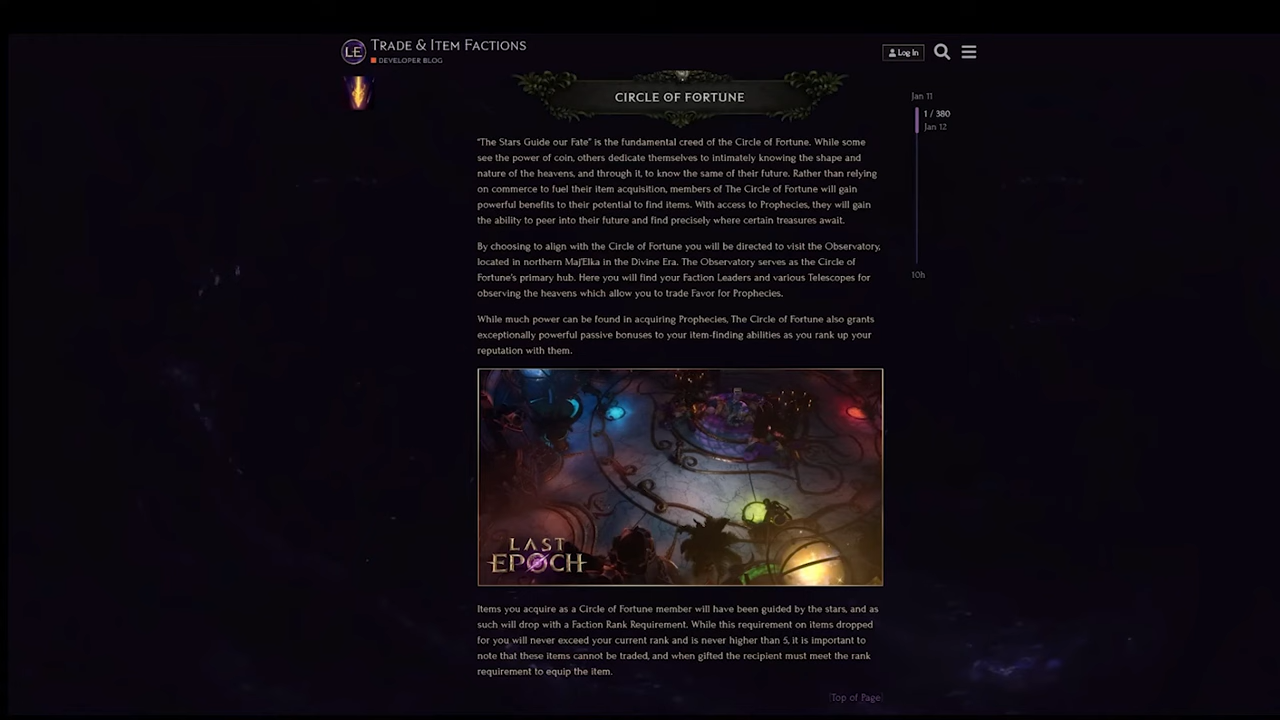 LE
TRADE & ITEM FACTIONS
DEVELOPER BLOG
Log In
CIRCLE OF FORTUNE
Jan 11
1 / 380
Jan 12
10h
"The Stars Guide our Fate" is the fundamental creed of the Circle of Fortune. While some
see the power of coin, others dedicate themselves to intimately knowing the shape and
nature of the heavens, and through it, to know the same of their future. Rather than relying
on commerce to fuel their item acquisition, members of The Circle of Fortune will gain
powerful benefits to their potential to find items. With access to Prophecies, they will gain
the ability to peer into their future and find precisely where certain treasures await.
By choosing to align with the Circle of Fortune you will be directed to visit the Observatory,
located in northern Maj'Elka in the Divine Era. The Observatory serves as the Circle of
Fortune's primary hub. Here you will find your Faction Leaders and various Telescopes for
observing the heavens which allow you to trade Favor for Prophecies.
While much power can be found in acquiring Prophecies, The Circle of Fortune also grants
exceptionally powerful passive bonuses to your item-finding abilities as you rank up your
reputation with them.
LAST
EPOCH
Items you acquire as a Circle of Fortune member will have been guided by the stars, and as
such will drop with a Faction Rank Requirement. While this requirement on items dropped
for you will never exceed your current rank and is never higher than 5, it is important to
note that these items cannot be traded, and when gifted the recipient must meet the rank
requirement to equip the item.
[Top of Page]